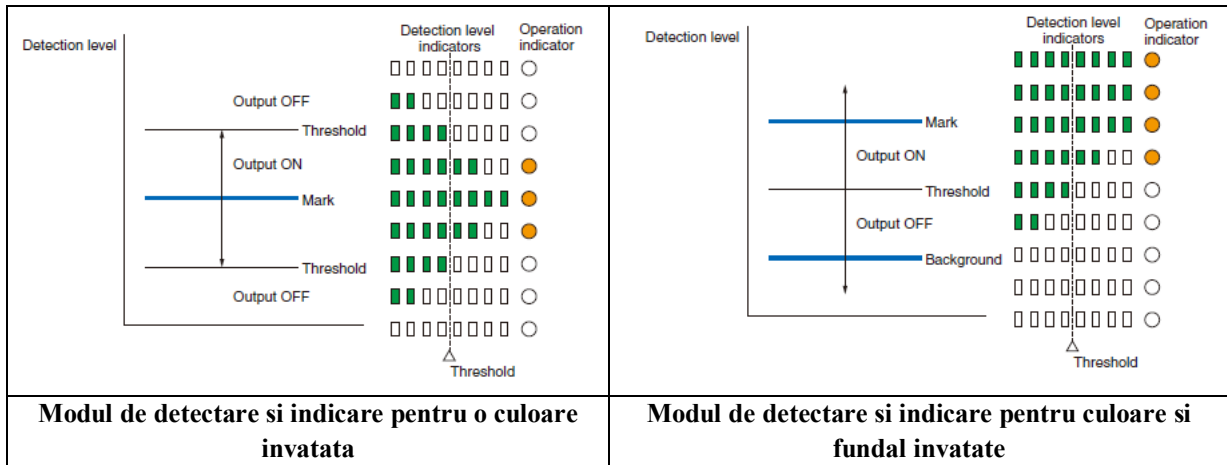 Detection level
Detection level
indicators
Operation
indicator
Output OFF
Threshold
Output ON
Mark
Threshold
Output OFF
Threshold
Modul de detectare si indicare pentru o culoare
invatata
Detection level
Detection level
indicators
Operation
indicator
Mark
Output ON
Threshold
Output OFF
Background
Threshold
Modul de detectare si indicare pentru culoare si
fundal invatate